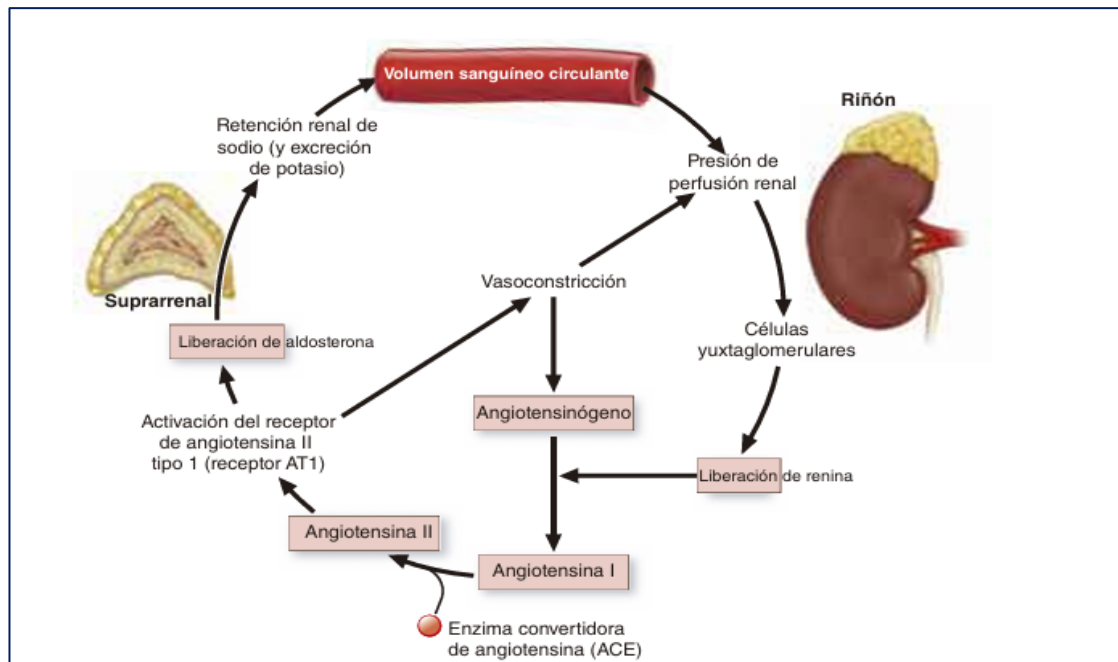 Volumen sanguíneo circulante
Riñón
Retención renal de
sodio (y excreción
de potasio)
Presión de
perfusión renal
Suprarrenal
Vasoconstricción
Células
yuxtaglomerulares
Liberación de aldosterona
Activación del receptor
de angiotensina II
tipo 1 (receptor AT1)
Angiotensinógeno
Liberación de renina
Angiotensina II
Angiotensina I
Enzima convertidora
de angiotensina (ACE)